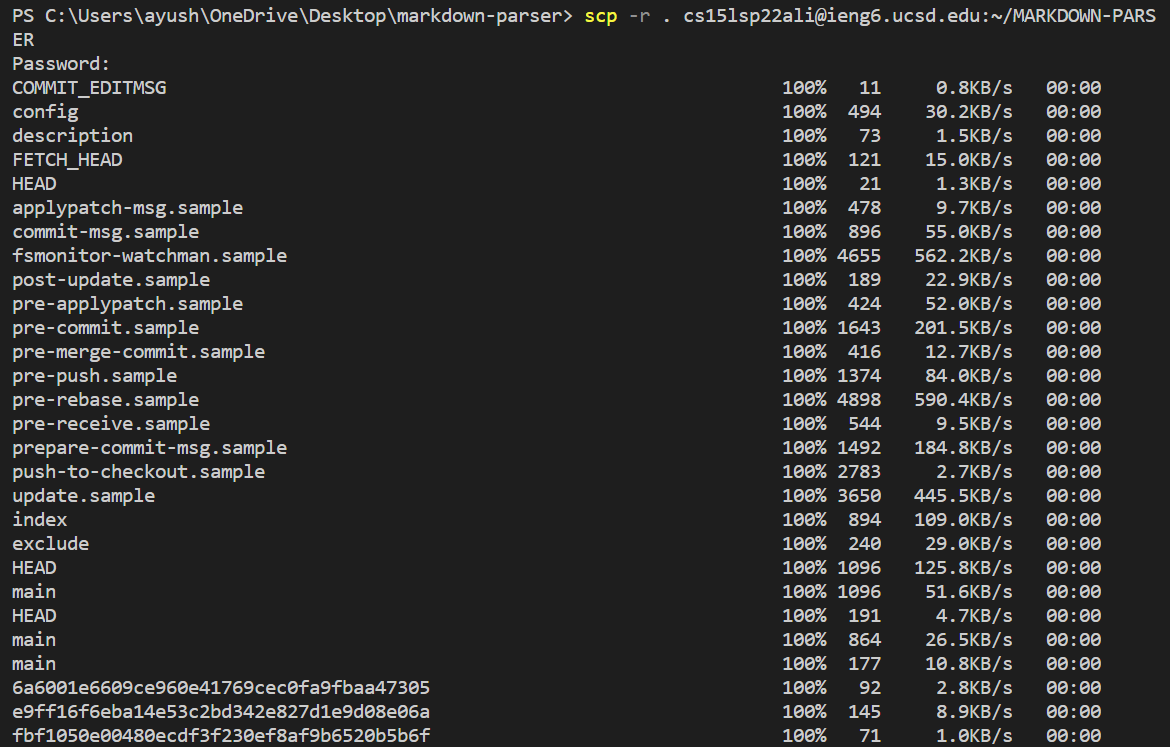 PS C:\Users\ayush\OneDrive\Desktop\markdown-parser> scp -r . cs15lsp22ali@ieng6.ucsd.edu:~/MARKDOWN-PARS
ER
Password:
COMMIT_EDITMSG 100% 11 0.8KB/s 00:00
config 100% 494 30.2KB/s 00:00
description 100% 73 1.5KB/s 00:00
FETCH_HEAD 100% 121 15.0KB/s 00:00
HEAD 100% 21 1.3KB/s 00:00
applypatch-msg.sample 100% 478 9.7KB/s 00:00
commit-msg.sample 100% 896 55.0KB/s 00:00
fsmonitor-watchman.sample 100% 4655 562.2KB/s 00:00
post-update.sample 100% 189 22.9KB/s 00:00
pre-applypatch.sample 100% 424 52.0KB/s 00:00
pre-commit.sample 100% 1643 201.5KB/s 00:00
pre-merge-commit.sample 100% 416 12.7KB/s 00:00
pre-push.sample 100% 1374 84.0KB/s 00:00
pre-rebase.sample 100% 4898 590.4KB/s 00:00
pre-receive.sample 100% 544 9.5KB/s 00:00
prepare-commit-msg.sample 100% 1492 184.8KB/s 00:00
push-to-checkout.sample 100% 2783 2.7KB/s 00:00
update.sample 100% 3650 445.5KB/s 00:00
index 100% 894 109.0KB/s 00:00
exclude 100% 240 29.0KB/s 00:00
HEAD 100% 1096 125.8KB/s 00:00
main 100% 1096 51.6KB/s 00:00
HEAD 100% 191 4.7KB/s 00:00
main 100% 864 26.5KB/s 00:00
main 100% 177 10.8KB/s 00:00
6a6001e6609ce960e41769cec0fa9fbaa47305 100% 92 2.8KB/s 00:00
e9ff16f6eba14e53c2bd342e827d1e9d08e06a 100% 145 8.9KB/s 00:00
fbf1050e00480ecdf3f230ef8af9b6520b5b6f 100% 71 1.0KB/s 00:00